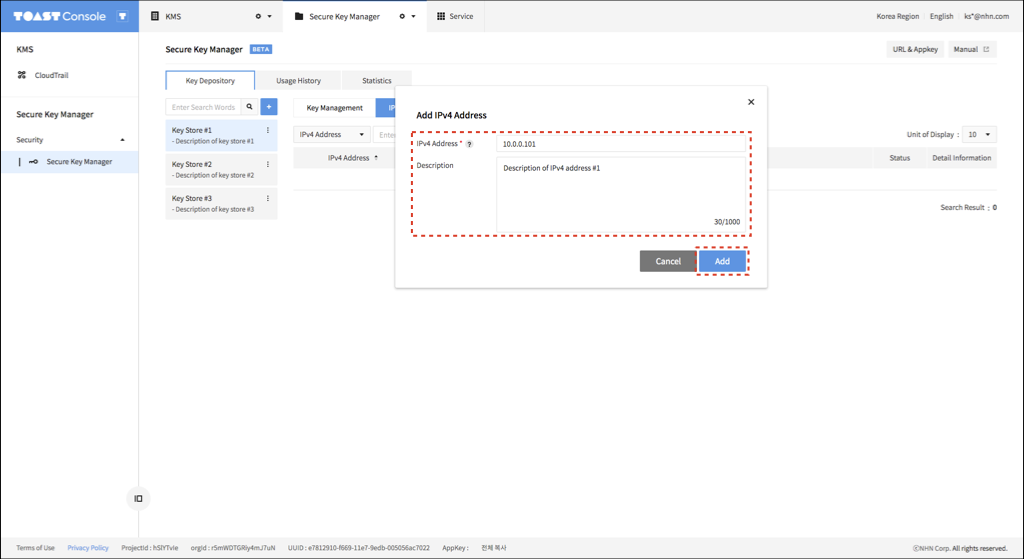 TOAST Console
KMS
Secure Key Manager
Service
Korea Region
English
ks*@nhn.com
KMS
CloudTrail
Secure Key Manager
Security
Secure Key Manager
Secure Key Manager BETA
URL & Appkey
Manual
Key Depository
Usage History
Statistics
Enter Search Words
+
Key Store #1
- Description of key store #1
Key Store #2
- Description of key store #2
Key Store #3
- Description of key store #3
Key Management
IPv4 Address
Unit of Display :
10
IPv4 Address
Status
Detail Information
Search Result : 0
Add IPv4 Address
IPv4 Address * ?
10.0.0.101
Description
Description of IPv4 address #1
30/1000
Cancel
Add
Terms of Use
Privacy Policy
ProjectId : hSIYTvIe
orgId : r5mWDTGRiy4mJ7uN
UUID : e7812910-f669-11e7-9edb-005056ac7022
AppKey :
전체 복사
ⓒNHN Corp. All rights reserved.